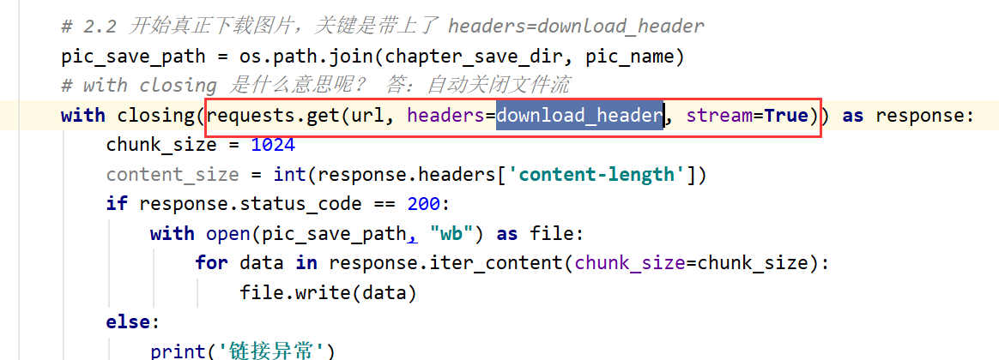 # 2.2 开始真正下载图片，关键是带上了 headers=download_header
pic_save_path = os.path.join(chapter_save_dir, pic_name)
# with closing 是什么意思呢？ 答：自动关闭文件流
with closing(requests.get(url, headers=download_header, stream=True)) as response:
chunk_size = 1024
content_size = int(response.headers['content-length'])
if response.status_code == 200:
with open(pic_save_path, "wb") as file:
for data in response.iter_content(chunk_size=chunk_size):
file.write(data)
else:
print('链接异常')